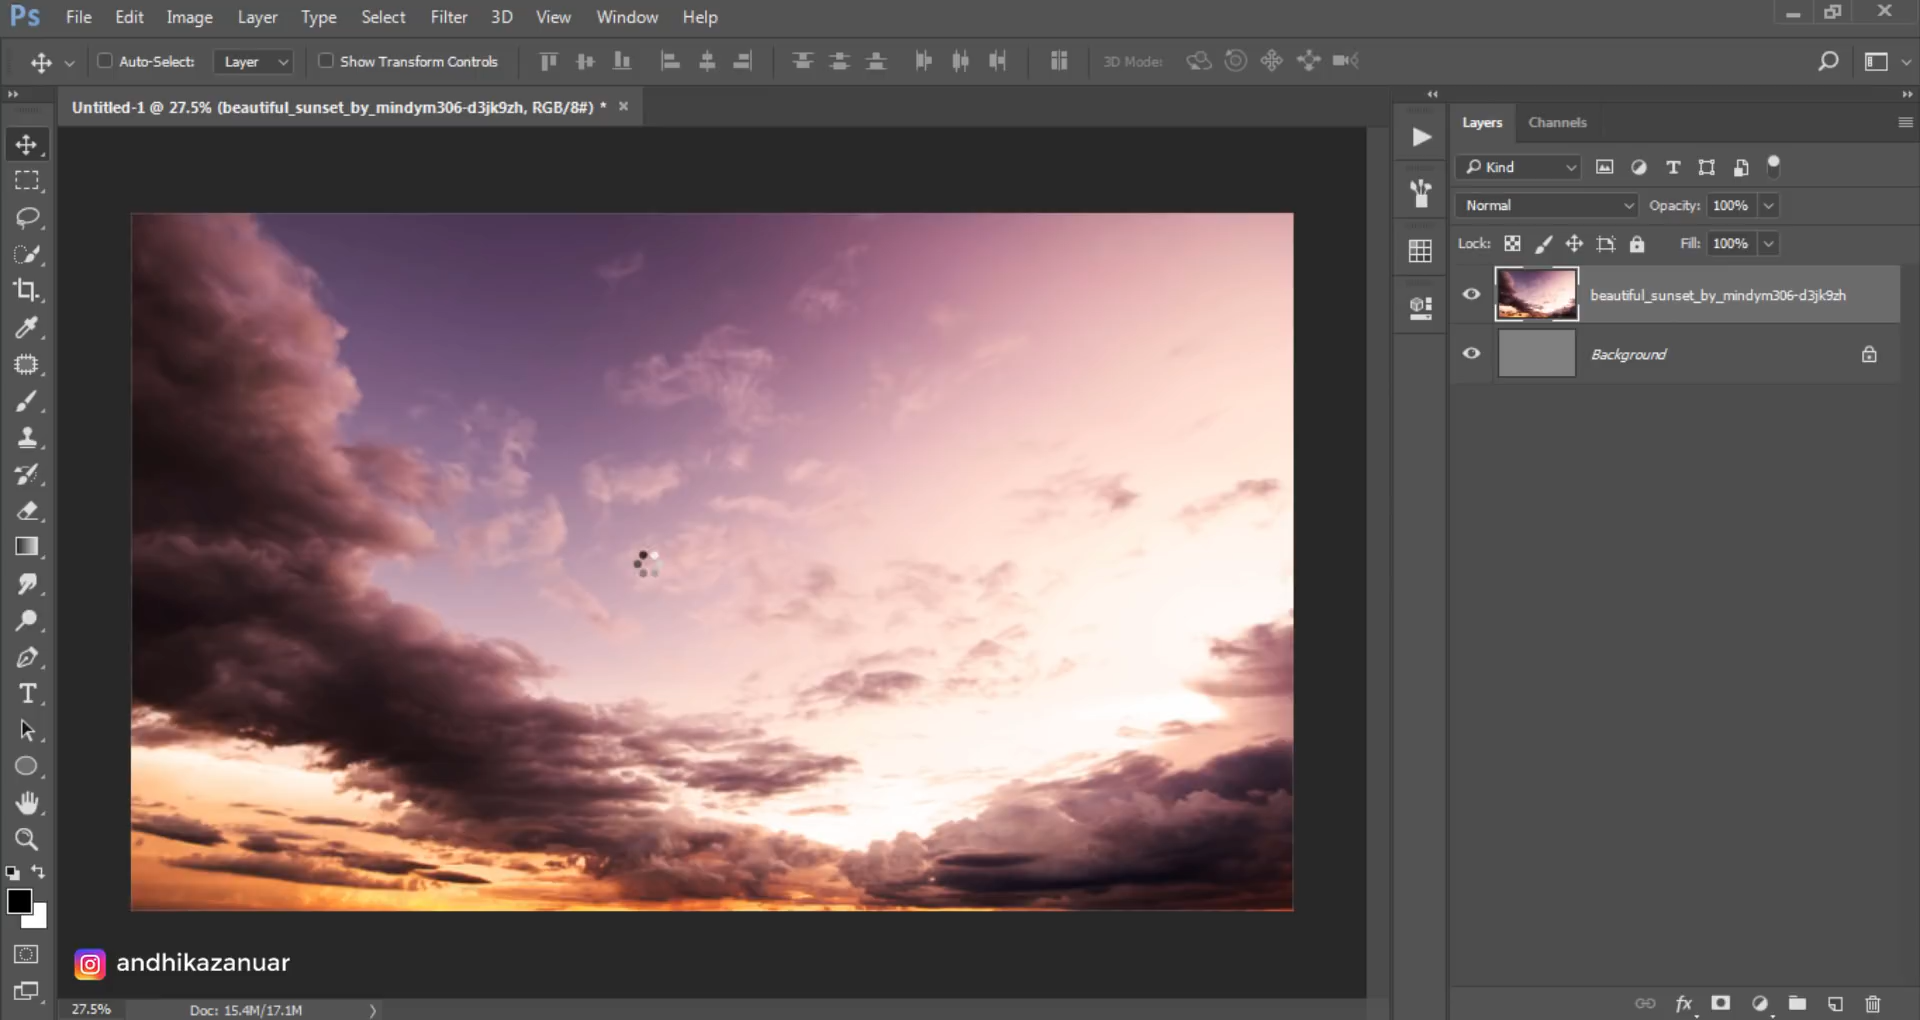 Ps File Edit Image Layer Type Select Filter 3D View Window Help
Auto-Select: Layer Show Transform Controls 3D Mode:
Untitled-1 @ 27.5% (beautiful_sunset_by_mindym306-d3jk9zh, RGB/8#) * ×
Layers Channels
Kind
Normal Opacity: 100%
Lock: Fill: 100%
beautiful_sunset_by_mindym306-d3jk9zh
Background
andhikazanuar
27.5% Doc: 15.4M/17.1M
fx